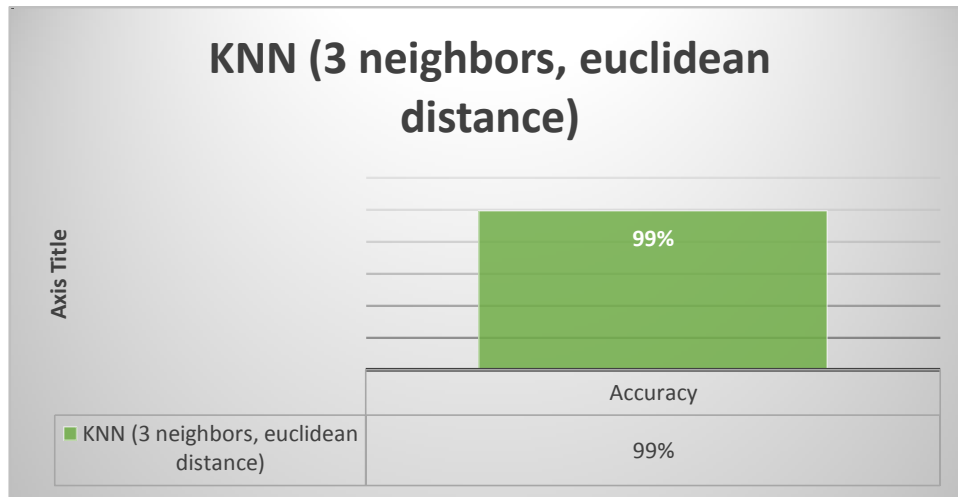 KNN (3 neighbors, euclidean
distance)
Axis Title
99%
Accuracy
KNN (3 neighbors, euclidean
distance)
99%